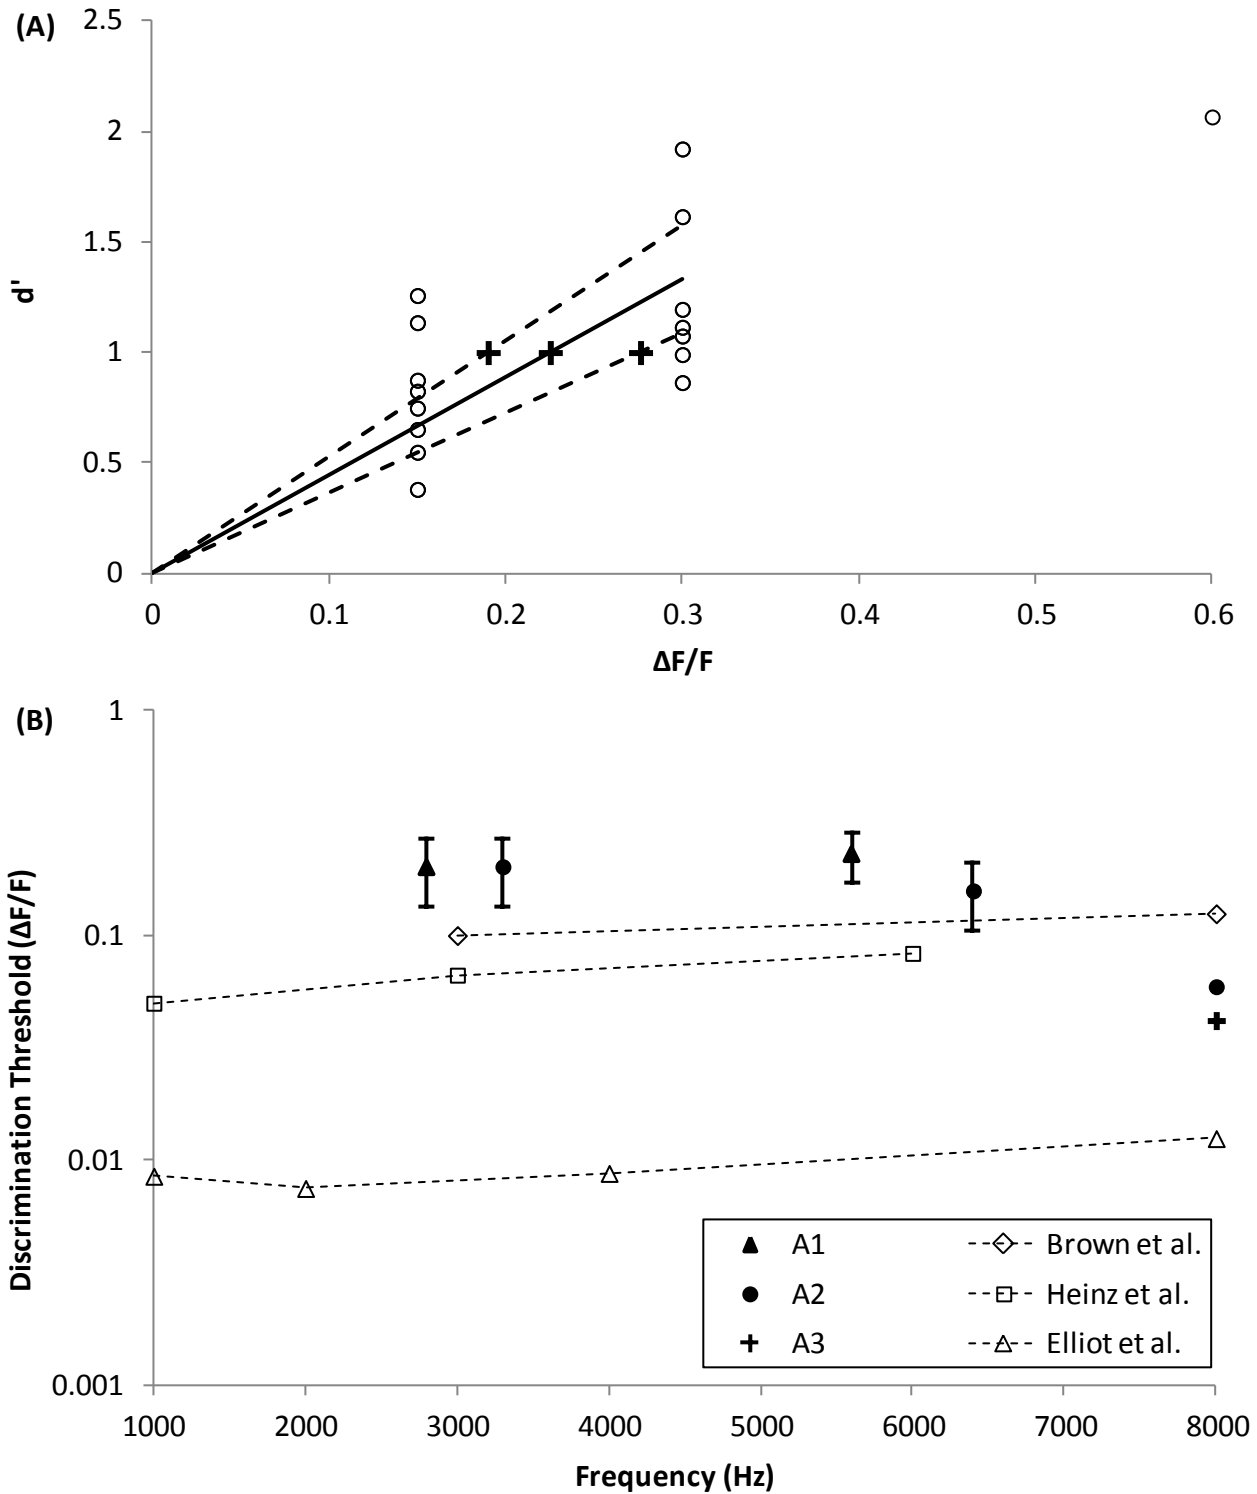 (A)
2.5
2
1.5
1
0.5
0
d'
0 0.1 0.2 0.3 0.4 0.5 0.6
ΔF/F
(B)
1
0.1
0.01
0.001
Discrimination Threshold (ΔF/F)
A1 Brown et al.
A2 Heinz et al.
A3 Elliot et al.
1000 2000 3000 4000 5000 6000 7000 8000
Frequency (Hz)